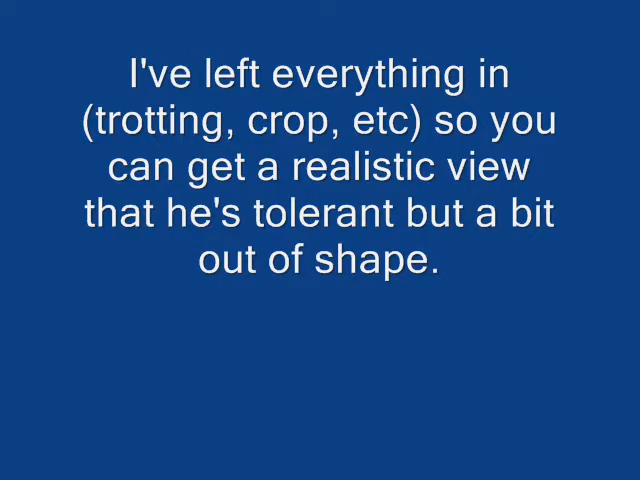 I've left everything in
(trotting, crop, etc) so you
can get a realistic view
that he's tolerant but a bit
out of shape.